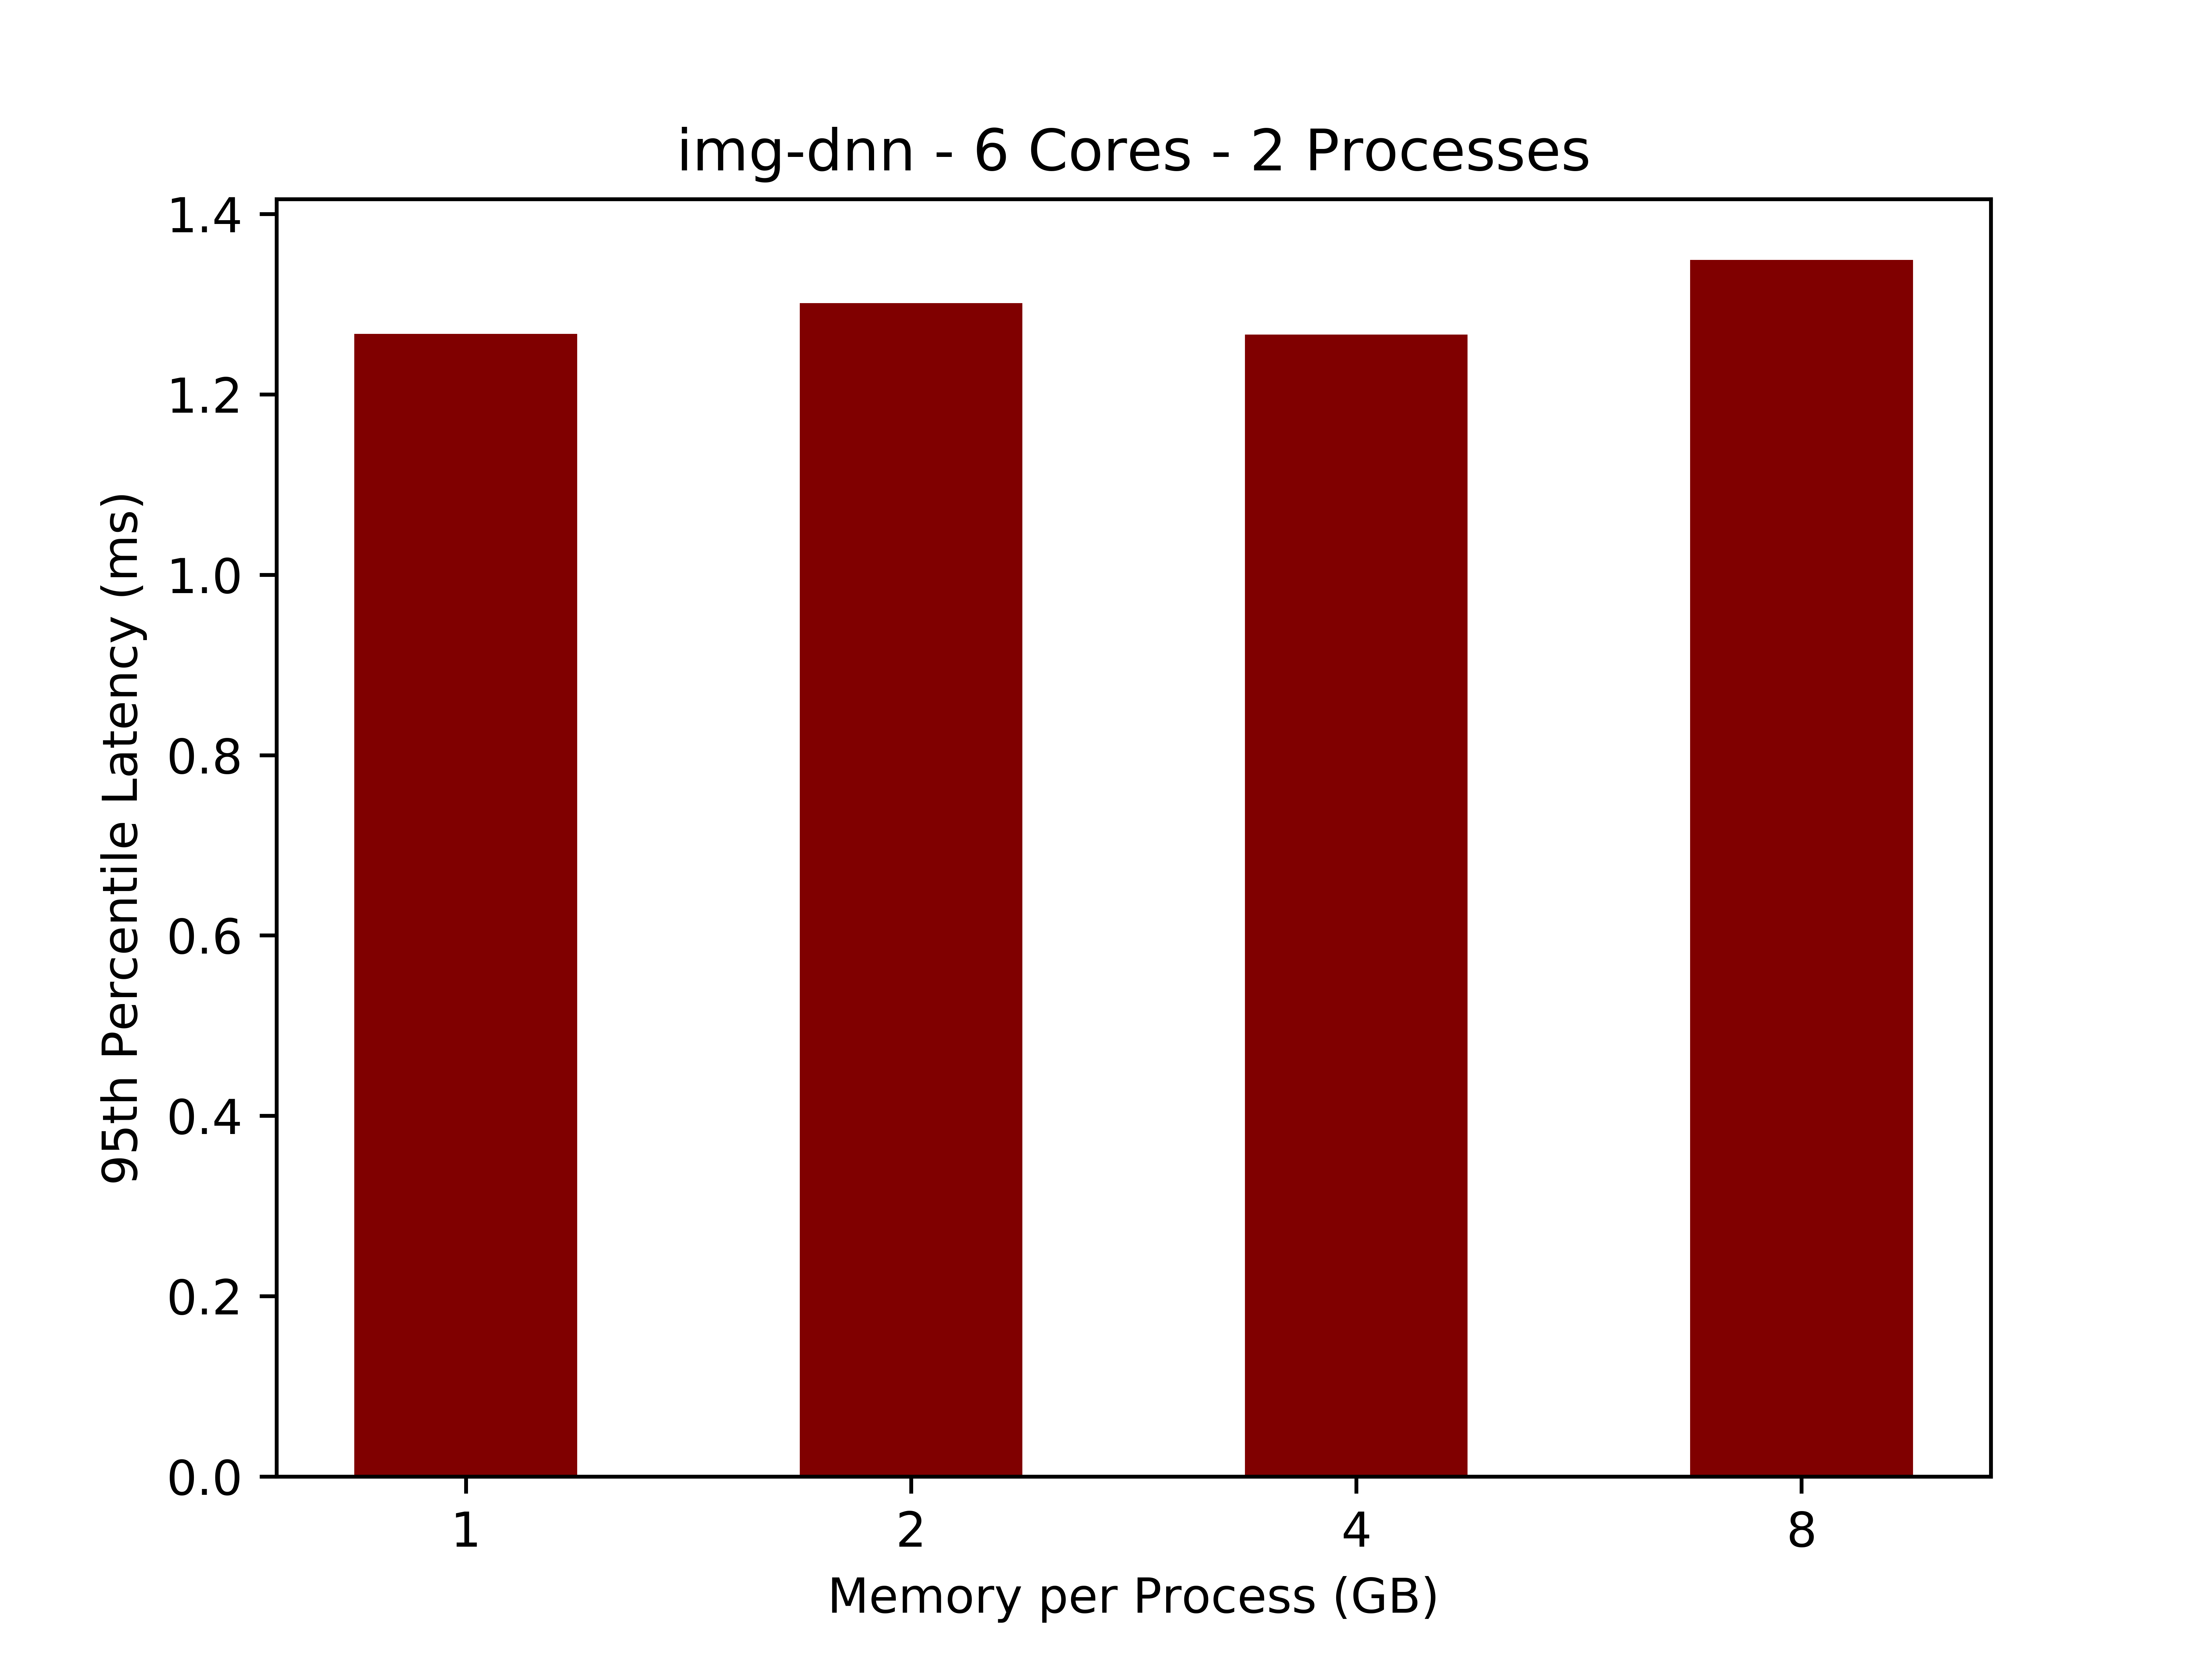 img-dnn - 6 Cores - 2 Processes
95th Percentile Latency (ms)
1.4
1.2
1.0
0.8
0.6
0.4
0.2
0.0
1 2 4 8
Memory per Process (GB)